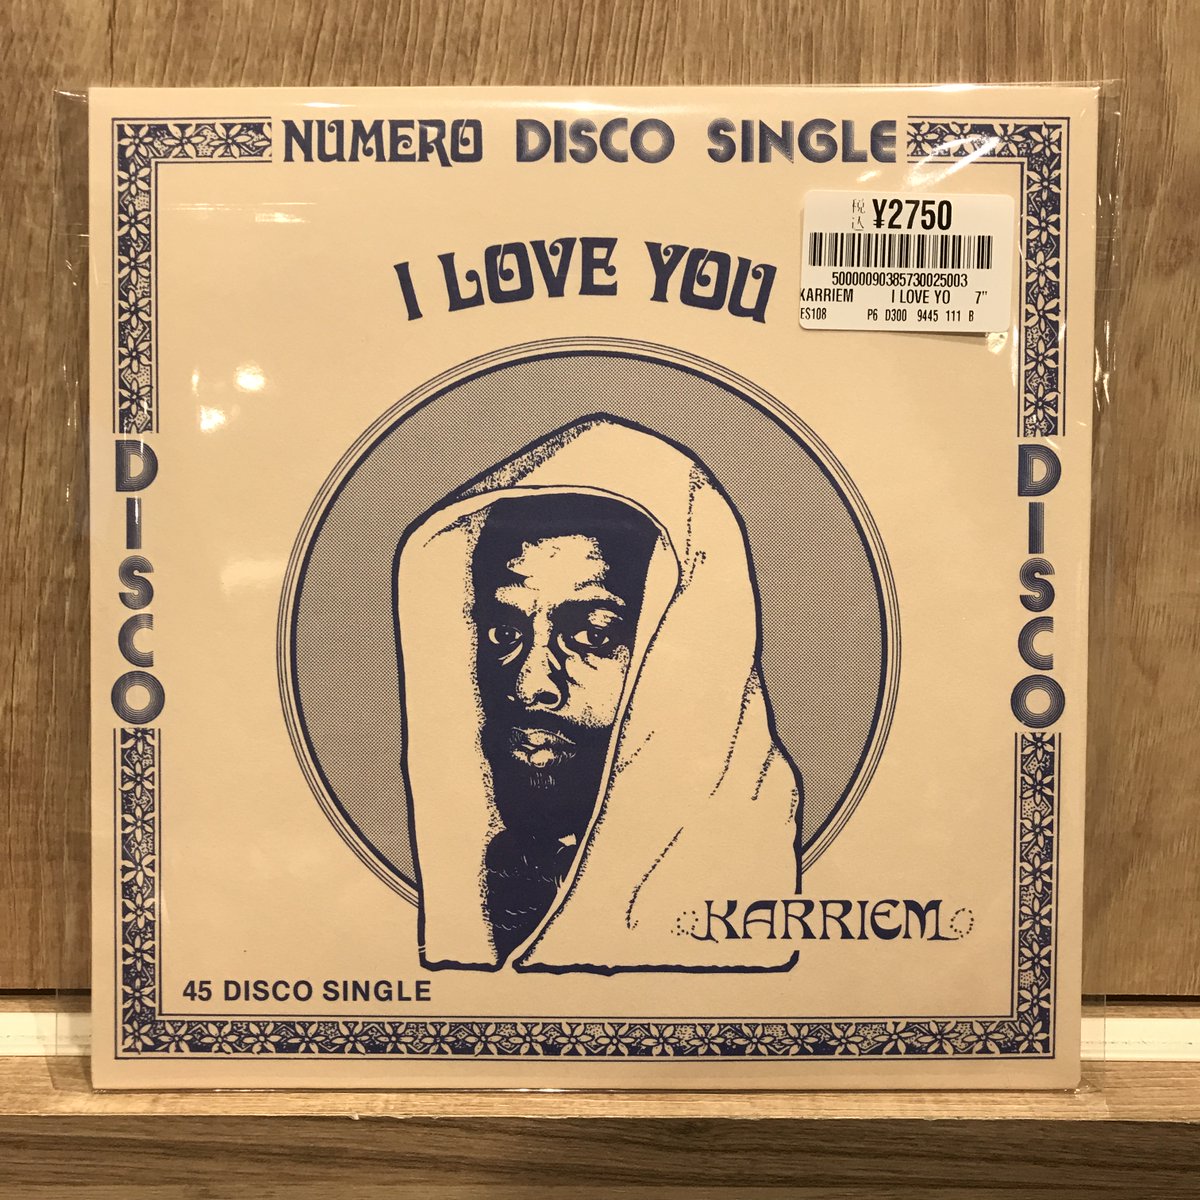 NUMERO DISCO SINGLE
税込 ¥2750
50000090385730025003
KARRIEM I LOVE YO 7"
ES108 P6 D300 9445 111 B
I LOVE YOU
DISCO
DISCO
KARRIEM
45 DISCO SINGLE